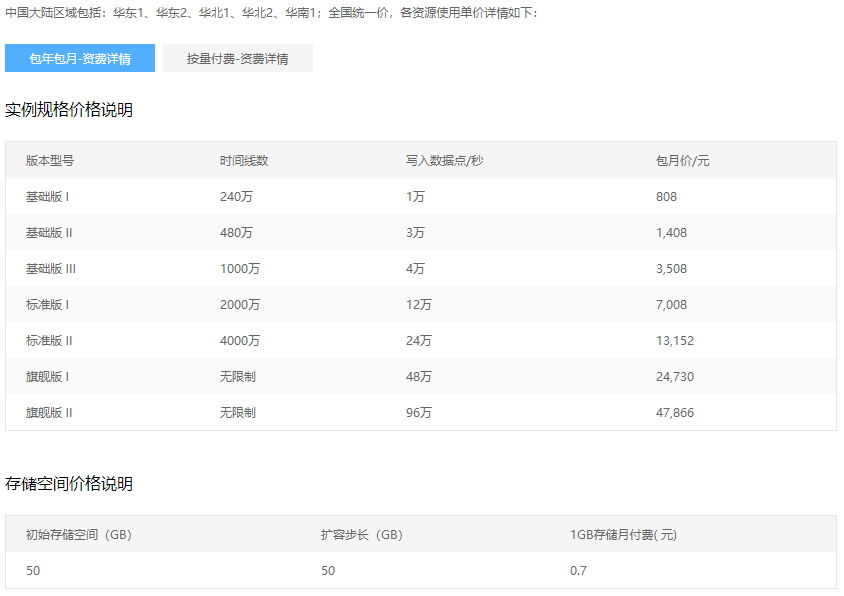 中国大陆区域包括：华东1、华东2、华北1、华北2、华南1；全国统一价，各资源使用单价详情如下：
包年包月-资费详情 按量付费-资费详情
实例规格价格说明
版本型号 时间线数 写入数据点/秒 包月价/元
基础版 I 240万 1万 808
基础版 II 480万 3万 1,408
基础版 III 1000万 4万 3,508
标准版 I 2000万 12万 7,008
标准版 II 4000万 24万 13,152
旗舰版 I 无限制 48万 24,730
旗舰版 II 无限制 96万 47,866
存储空间价格说明
初始存储空间（GB） 扩容步长（GB） 1GB存储月付费( 元)
50 50 0.7